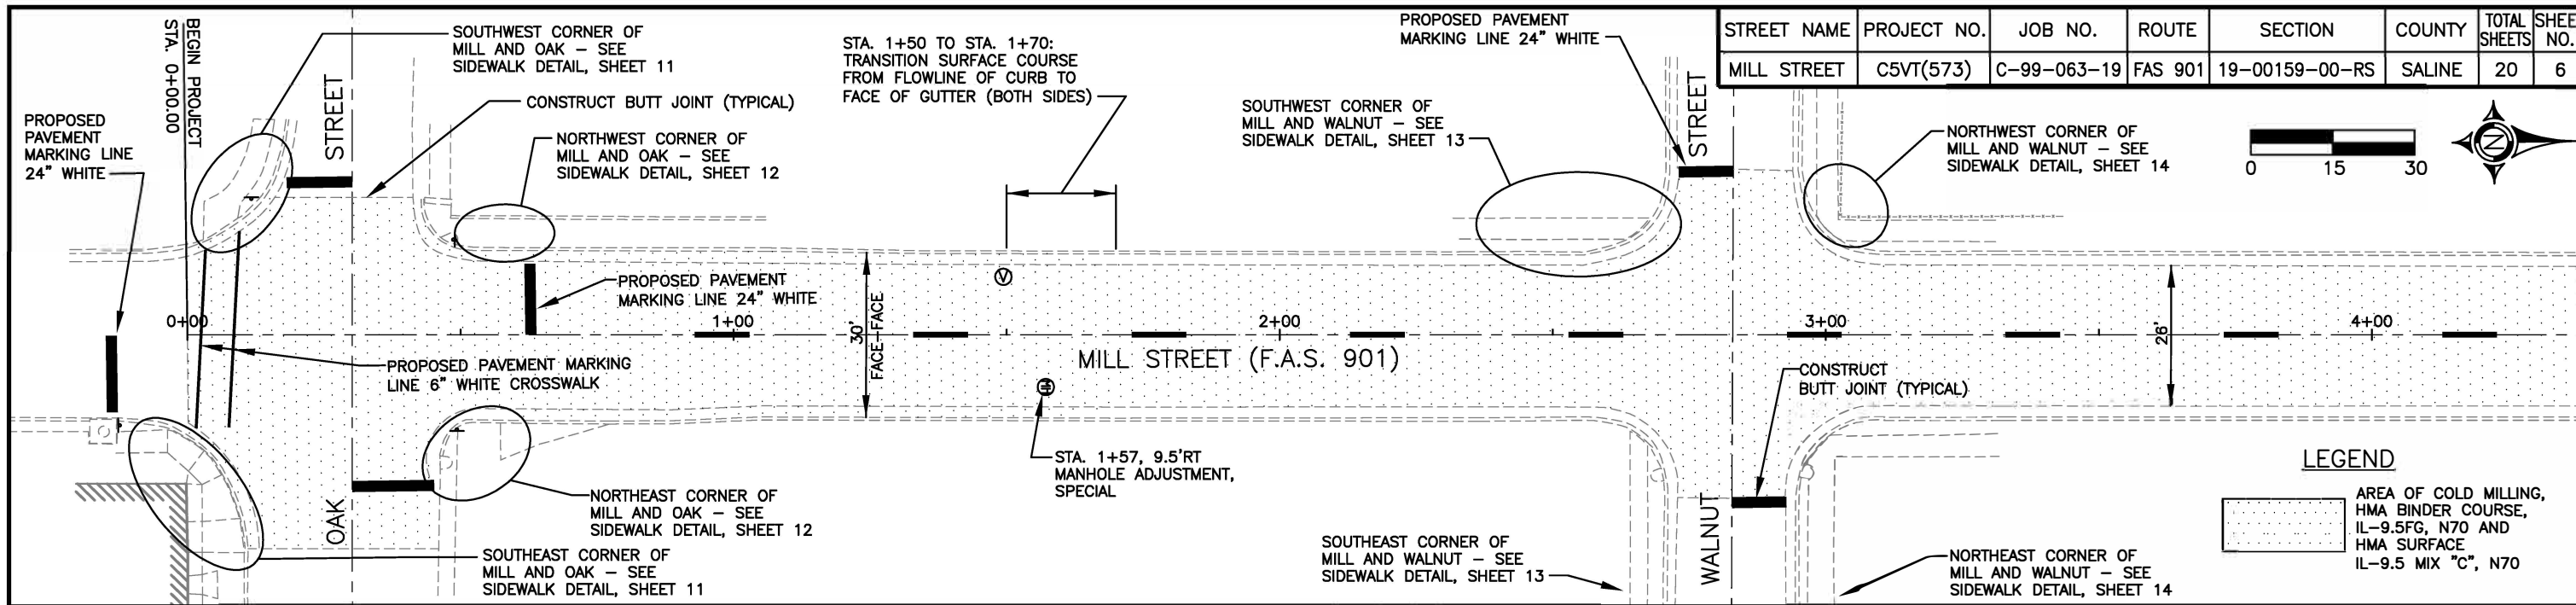 BEGIN PROJECT
STA. 0+00.00
SOUTHWEST CORNER OF
MILL AND OAK – SEE
SIDEWALK DETAIL, SHEET 11
STREET
CONSTRUCT BUTT JOINT (TYPICAL)
NORTHWEST CORNER OF
MILL AND OAK – SEE
SIDEWALK DETAIL, SHEET 12
PROPOSED
PAVEMENT
MARKING LINE
24" WHITE
STA. 1+50 TO STA. 1+70:
TRANSITION SURFACE COURSE
FROM FLOWLINE OF CURB TO
FACE OF GUTTER (BOTH SIDES)
PROPOSED PAVEMENT
MARKING LINE 24" WHITE
STREET
SOUTHWEST CORNER OF
MILL AND WALNUT – SEE
SIDEWALK DETAIL, SHEET 13
STREET NAME PROJECT NO. JOB NO. ROUTE SECTION COUNTY TOTAL SHEETS SHEE NO.
MILL STREET C5VT(573) C-99-063-19 FAS 901 19-00159-00-RS SALINE 20 6
NORTHWEST CORNER OF
MILL AND WALNUT – SEE
SIDEWALK DETAIL, SHEET 14
0 15 30
N
PROPOSED PAVEMENT
MARKING LINE 24" WHITE
V
0+00 1+00 2+00 3+00 4+00
30'
FACE–FACE
26'
MILL STREET (F.A.S. 901)
PROPOSED PAVEMENT MARKING
LINE 6" WHITE CROSSWALK
CONSTRUCT
BUTT JOINT (TYPICAL)
STA. 1+57, 9.5'RT
MANHOLE ADJUSTMENT,
SPECIAL
OAK
NORTHEAST CORNER OF
MILL AND OAK – SEE
SIDEWALK DETAIL, SHEET 12
SOUTHEAST CORNER OF
MILL AND OAK – SEE
SIDEWALK DETAIL, SHEET 11
SOUTHEAST CORNER OF
MILL AND WALNUT – SEE
SIDEWALK DETAIL, SHEET 13
WALNUT
NORTHEAST CORNER OF
MILL AND WALNUT – SEE
SIDEWALK DETAIL, SHEET 14
LEGEND
AREA OF COLD MILLING,
HMA BINDER COURSE,
IL-9.5FG, N70 AND
HMA SURFACE
IL-9.5 MIX "C", N70